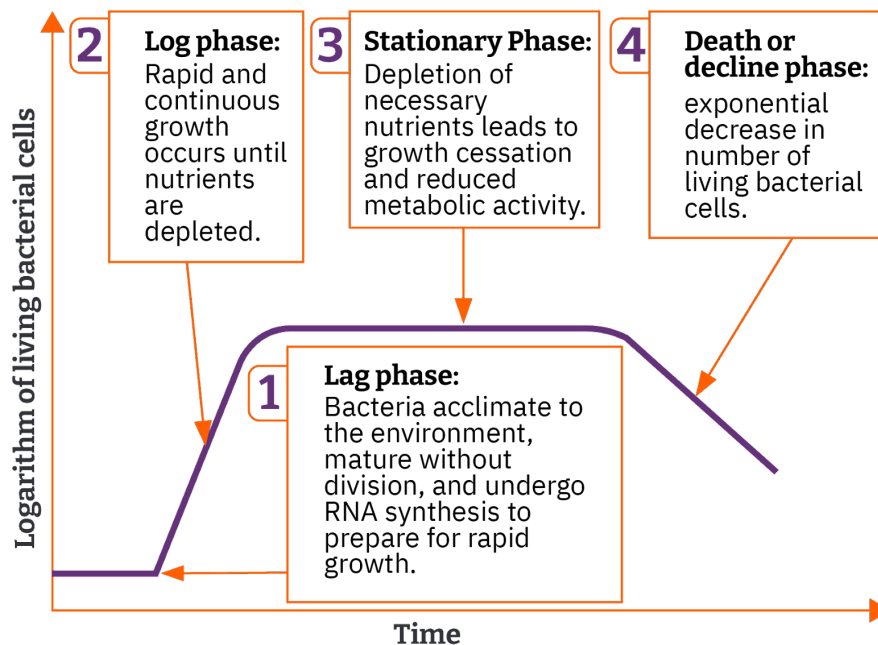 Logarithm of living bacterial cells
2
Log phase:
Rapid and
continuous
growth
occurs until
nutrients
are
depleted.
3
Stationary Phase:
Depletion of
necessary
nutrients leads to
growth cessation
and reduced
metabolic activity.
4
Death or
decline phase:
exponential
decrease in
number of
living bacterial
cells.
1
Lag phase:
Bacteria acclimate to
the environment,
mature without
division, and undergo
RNA synthesis to
prepare for rapid
growth.
Time